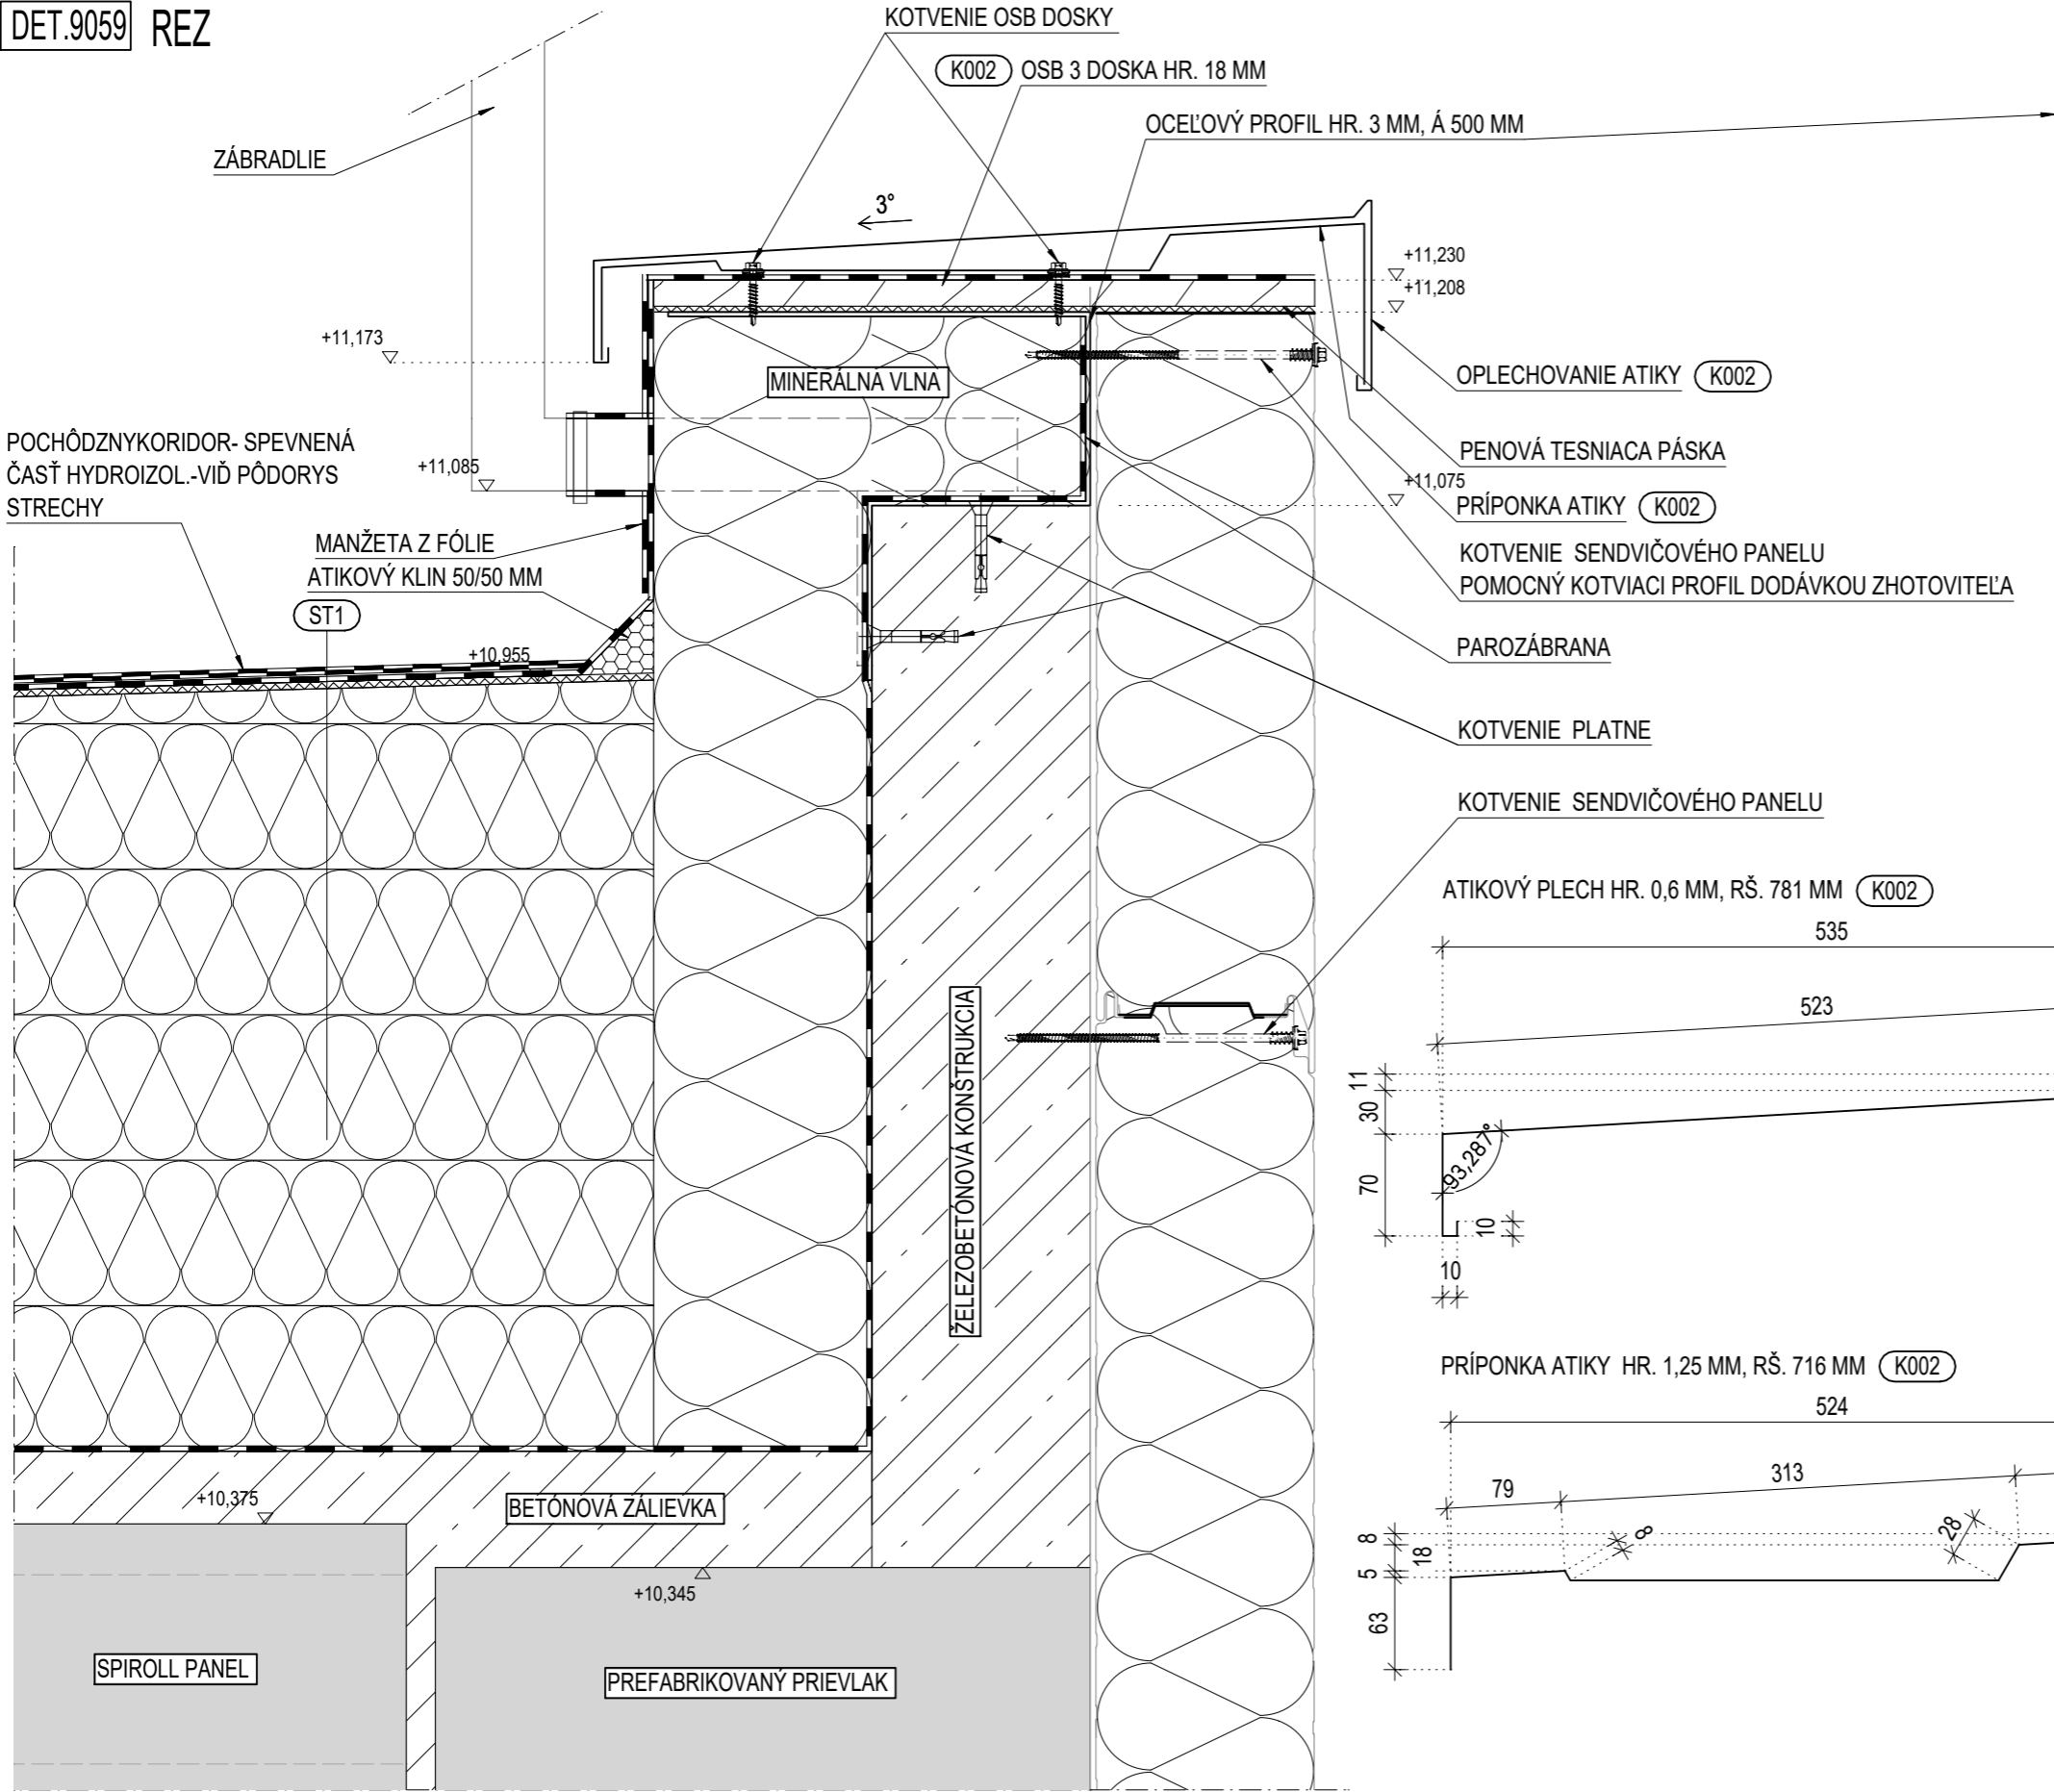 DET.9059 REZ
KOTVENIE OSB DOSKY
K002 OSB 3 DOSKA HR. 18 MM
OCEĽOVÝ PROFIL HR. 3 MM, Á 500 MM
ZÁBRADLIE
3°
+11,230
+11,208
+11,173
MINERÁLNA VLNA
OPLECHOVANIE ATIKY K002
POCHÔDZNYKORIDOR- SPEVNENÁ
ČASŤ HYDROIZOL.-VIĎ PÔDORYS
STRECHY
+11,085
PENOVÁ TESNIACA PÁSKA
+11,075
PRÍPONKA ATIKY K002
MANŽETA Z FÓLIE
ATIKOVÝ KLIN 50/50 MM
KOTVENIE SENDVIČOVÉHO PANELU
POMOCNÝ KOTVIACI PROFIL DODÁVKOU ZHOTOVITEĽA
ST1
+10,955
PAROZÁBRANA
KOTVENIE PLATNE
KOTVENIE SENDVIČOVÉHO PANELU
ATIKOVÝ PLECH HR. 0,6 MM, RŠ. 781 MM K002
535
523
11
30
70
93,287°
10
10
ŽELEZOBETÓNOVÁ KONŠTRUKCIA
PRÍPONKA ATIKY HR. 1,25 MM, RŠ. 716 MM K002
524
79
313
8
18
5
63
8
28
+10,375
BETÓNOVÁ ZÁLIEVKA
+10,345
SPIROLL PANEL
PREFABRIKOVANÝ PRIEVLAK